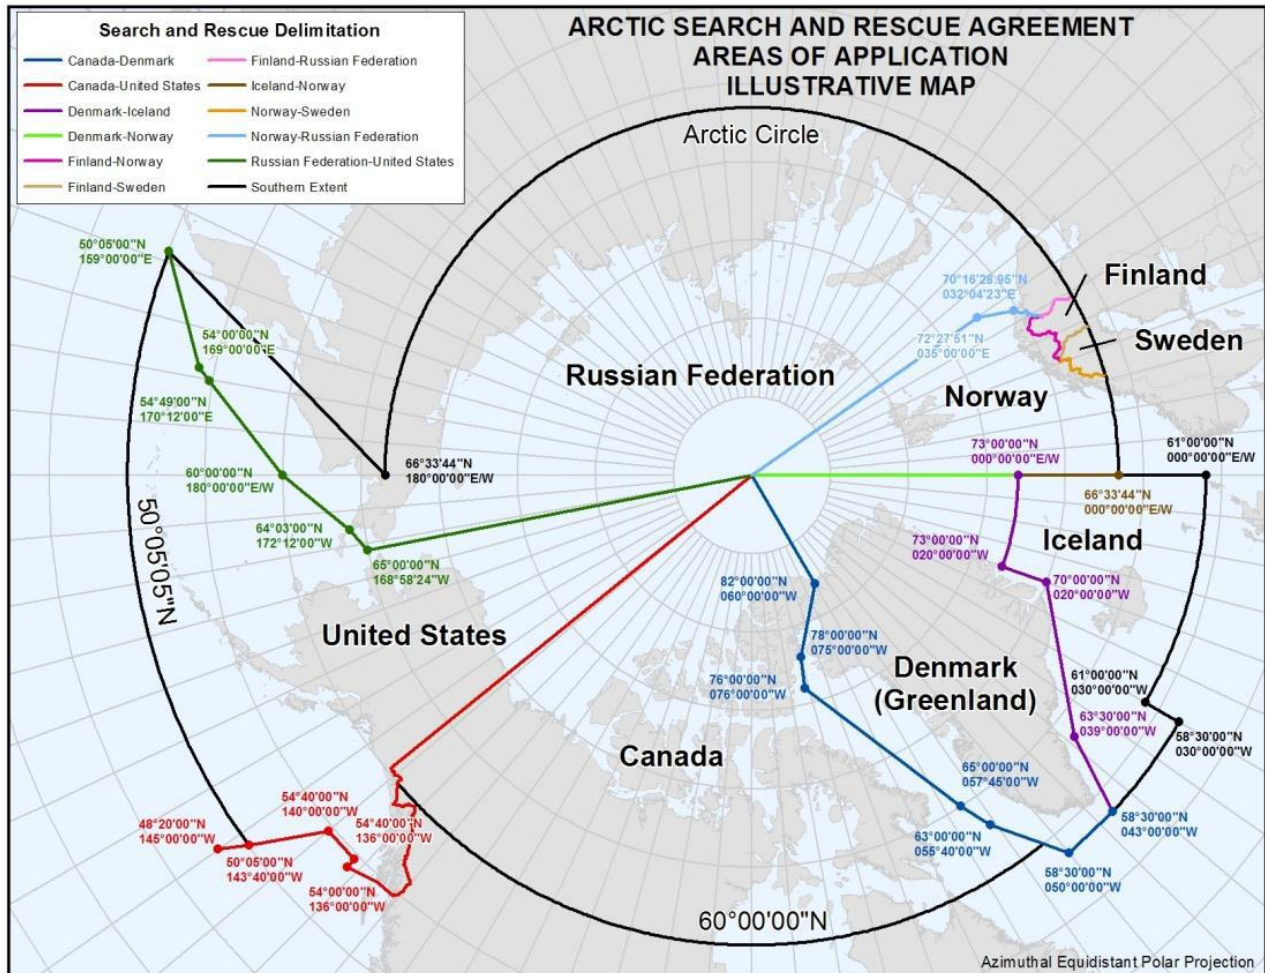 ARCTIC SEARCH AND RESCUE AGREEMENT
AREAS OF APPLICATION
ILLUSTRATIVE MAP
Search and Rescue Delimitation
Canada-Denmark
Canada-United States
Denmark-Iceland
Denmark-Norway
Finland-Norway
Finland-Sweden
Finland-Russian Federation
Iceland-Norway
Norway-Sweden
Norway-Russian Federation
Russian Federation-United States
Southern Extent
Arctic Circle
50°05'00"N
159°00'00"E
54°00'00"N
169°00'00"E
54°49'00"N
170°12'00"E
60°00'00"N
180°00'00"E/W
64°03'00"N
172°12'00"W
65°00'00"N
168°58'24"W
66°33'44"N
180°00'00"E/W
50°05'05"N
Russian Federation
70°16'28.95"N
032°04'23"E
72°27'51"N
035°00'00"E
Finland
Sweden
Norway
73°00'00"N
000°00'00"E/W
61°00'00"N
000°00'00"E/W
66°33'44"N
000°00'00"E/W
73°00'00"N
020°00'00"W
Iceland
70°00'00"N
020°00'00"W
82°00'00"N
060°00'00"W
78°00'00"N
075°00'00"W
76°00'00"N
076°00'00"W
United States
Denmark
(Greenland)
Canada
61°00'00"N
030°00'00"W
63°30'00"N
039°00'00"W
58°30'00"N
030°00'00"W
65°00'00"N
057°45'00"W
63°00'00"N
055°40'00"W
58°30'00"N
043°00'00"W
58°30'00"N
050°00'00"W
48°20'00"N
145°00'00"W
50°05'00"N
143°40'00"W
54°40'00"N
140°00'00"W
54°40'00"N
136°00'00"W
54°00'00"N
136°00'00"W
60°00'00"N
Azimuthal Equidistant Polar Projection